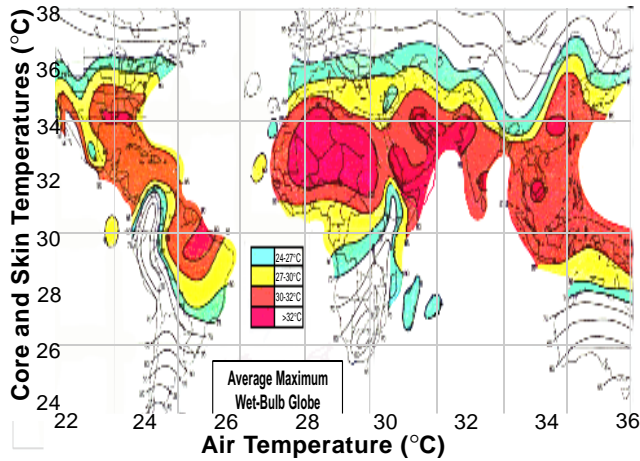 Core and Skin Temperatures (°C)
38
36
34
32
30
28
26
24
24-27°C
27-30°C
30-32°C
>32°C
Average Maximum
Wet-Bulb Globe
22 24 26 28 30 32 34 36
Air Temperature (°C)